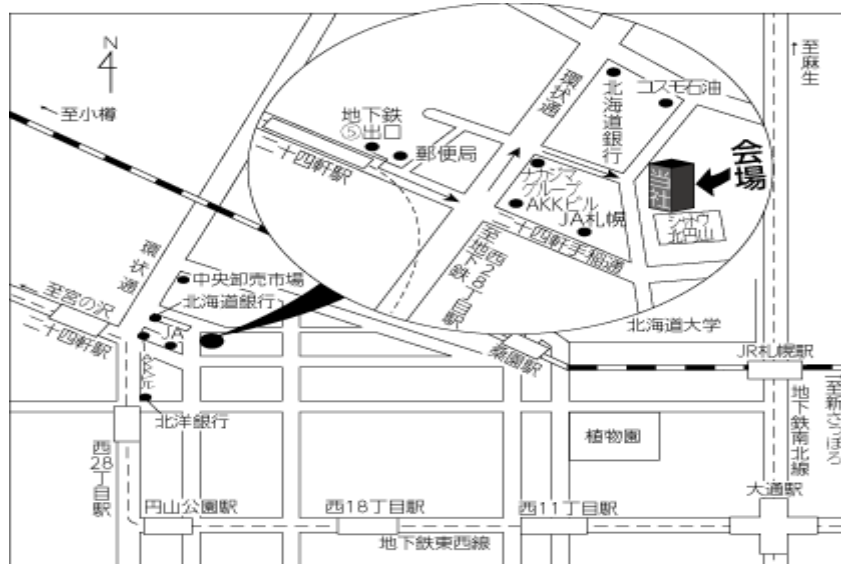 N
至小樽
環状通
中央卸売市場
北海道銀行
至宮の沢
二十四軒駅
JA
北洋銀行
西28丁目駅
円山公園駅
西18丁目駅
西11丁目駅
大通駅
地下鉄東西線
植物園
桑園駅
北海道大学
JR札幌駅
地下鉄南北線
至新さっぽろ
至麻生
地下鉄
⑤出口
郵便局
二十四軒駅
環状通
北海道銀行
コスモ石油
ナカジマ
グループ
AKKビル
JA札幌
二十四軒手稲通
至地下鉄
西28丁目駅
当社
会場
シャトウ
北円山